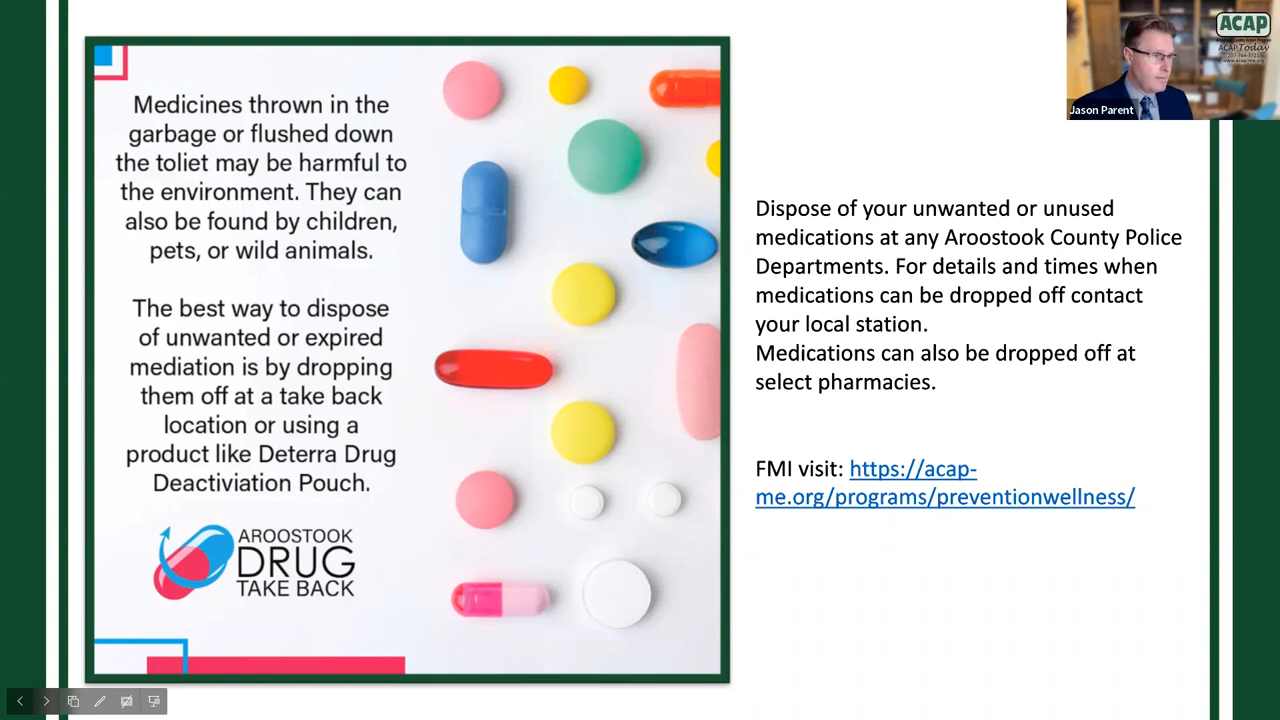 Medicines thrown in the
garbage or flushed down
the toliet may be harmful to
the environment. They can
also be found by children,
pets, or wild animals.
The best way to dispose
of unwanted or expired
mediation is by dropping
them off at a take back
location or using a
product like Deterra Drug
Deactiviation Pouch.
AROOSTOOK
DRUG
TAKE BACK
Dispose of your unwanted or unused
medications at any Aroostook County Police
Departments. For details and times when
medications can be dropped off contact
your local station.
Medications can also be dropped off at
select pharmacies.
FMI visit: https://acap-
me.org/programs/preventionwellness/
ACAP
ACAP Today
Jason Parent